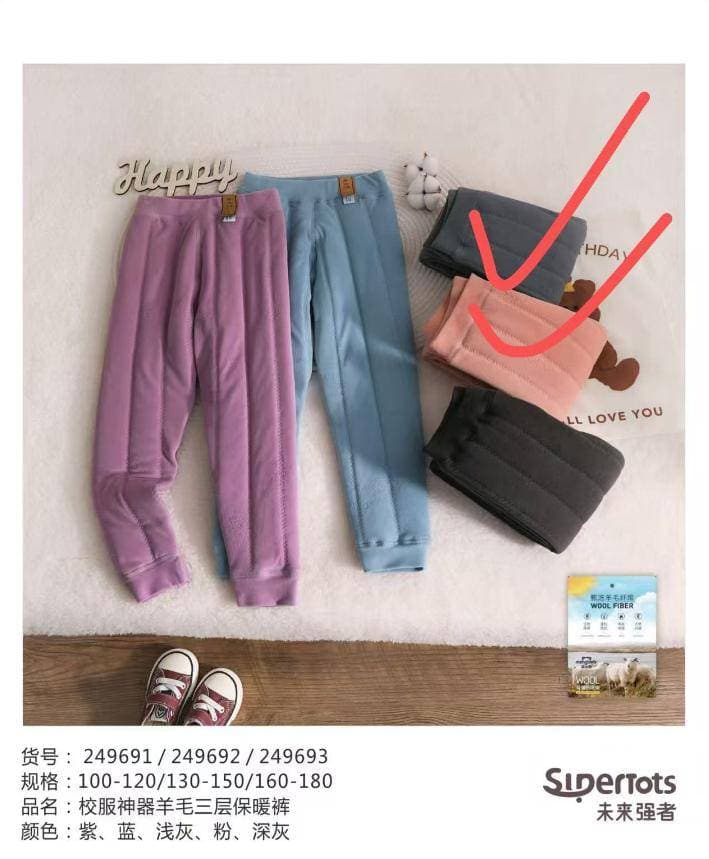 Happy
THDAY
LL LOVE YOU
WOOL FIBER
WOOL
货号： 249691 / 249692 / 249693
规格：100-120/130-150/160-180
品名：校服神器羊毛三层保暖裤
颜色：紫、蓝、浅灰、粉、深灰
SuperTots
未来强者